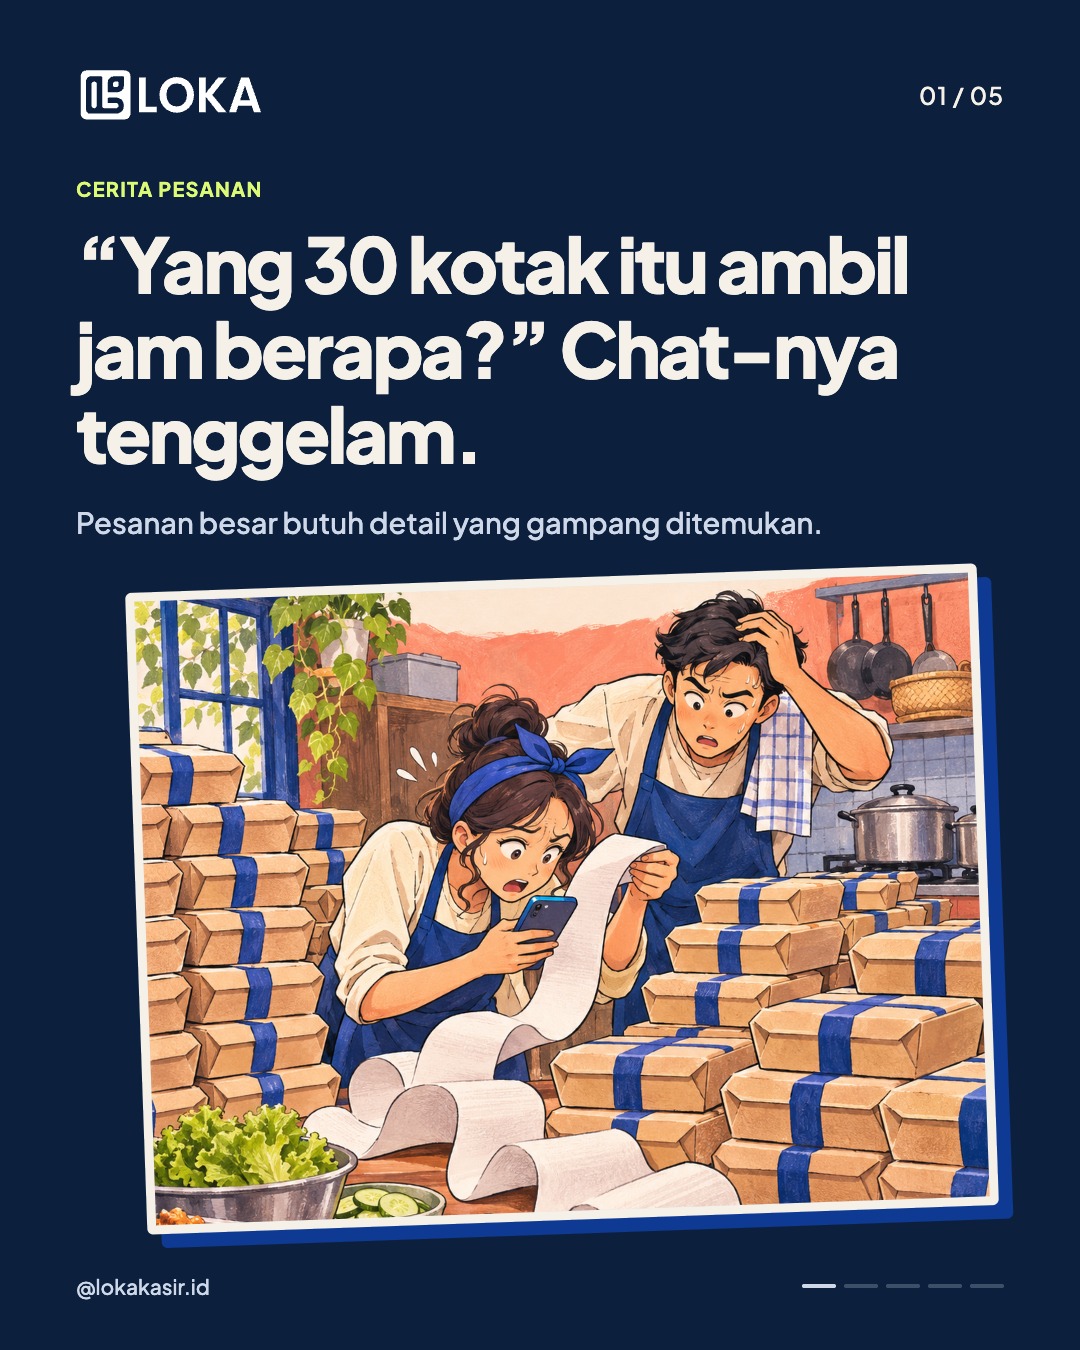 LOKA
01 / 05
CERITA PESANAN
“Yang 30 kotak itu ambil
jam berapa?” Chat–nya
tenggelam.
Pesanan besar butuh detail yang gampang ditemukan.
@lokakasir.id